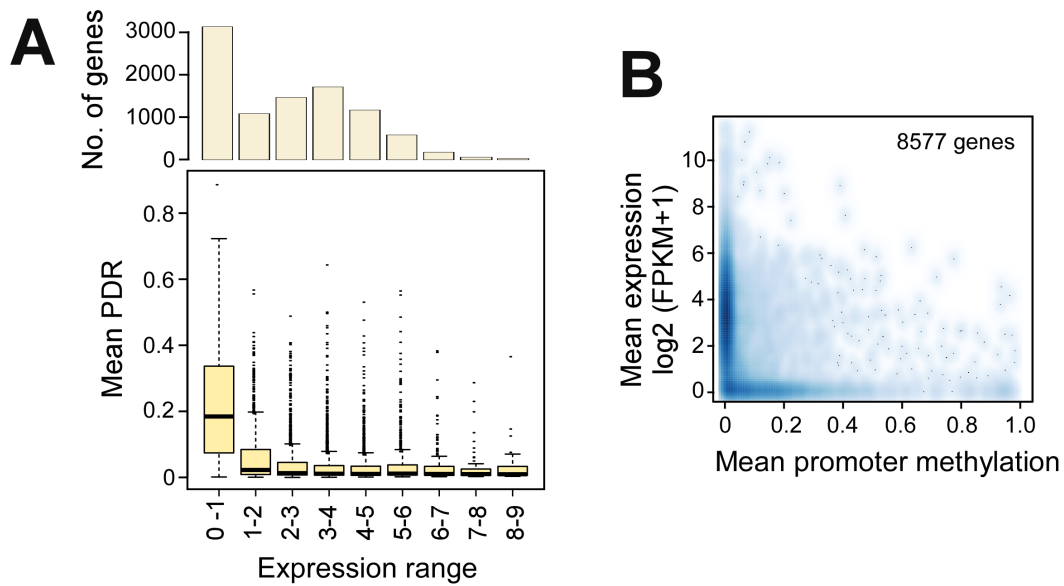 A
No. of genes
3000
2000
1000
0
Mean PDR
0.8
0.6
0.4
0.2
0
0-1
1-2
2-3
3-4
4-5
5-6
6-7
7-8
8-9
Expression range
B
8577 genes
Mean expression
log2 (FPKM+1)
10
8
6
4
2
0
0 0.2 0.4 0.6 0.8 1.0
Mean promoter methylation